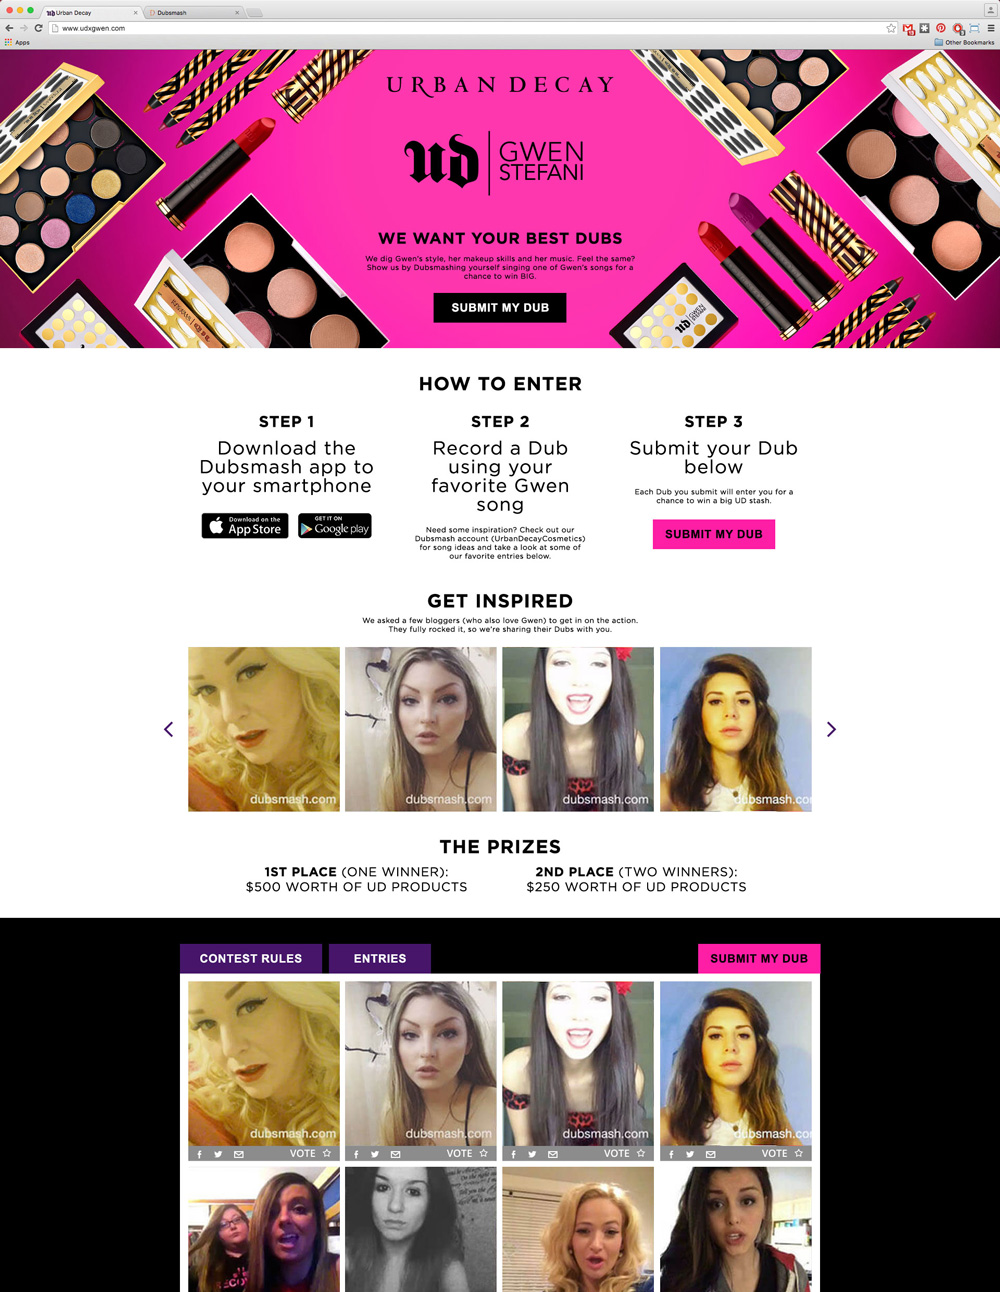 Urban Decay
Dubsmash
www.udxgwen.com
Apps
Other Bookmarks
URBAN DECAY
UD | GWEN
STEFANI
WE WANT YOUR BEST DUBS
We dig Gwen's style, her makeup skills and her music. Feel the same?
Show us by Dubsmashing yourself singing one of Gwen's songs for a
chance to win BIG.
SUBMIT MY DUB
UD GWEN
STEFANI
HOW TO ENTER
STEP 1
Download the
Dubsmash app to
your smartphone
Download on the
App Store
GET IT ON
Google play
STEP 2
Record a Dub
using your
favorite Gwen
song
Need some inspiration? Check out our
Dubsmash account (UrbanDecayCosmetics)
for song ideas and take a look at some of
our favorite entries below.
STEP 3
Submit your Dub
below
Each Dub you submit will enter you for a
chance to win a big UD stash.
SUBMIT MY DUB
GET INSPIRED
We asked a few bloggers (who also love Gwen) to get in on the action.
They fully rocked it, so we're sharing their Dubs with you.
dubsmash.com
dubsmash.com
dubsmash.com
dubsmash.co
THE PRIZES
1ST PLACE (ONE WINNER):
$500 WORTH OF UD PRODUCTS
2ND PLACE (TWO WINNERS):
$250 WORTH OF UD PRODUCTS
CONTEST RULES
ENTRIES
SUBMIT MY DUB
dubsmash.com
dubsmash.com
dubsmash.com
dubsmash.co
VOTE
VOTE
VOTE
VOTE